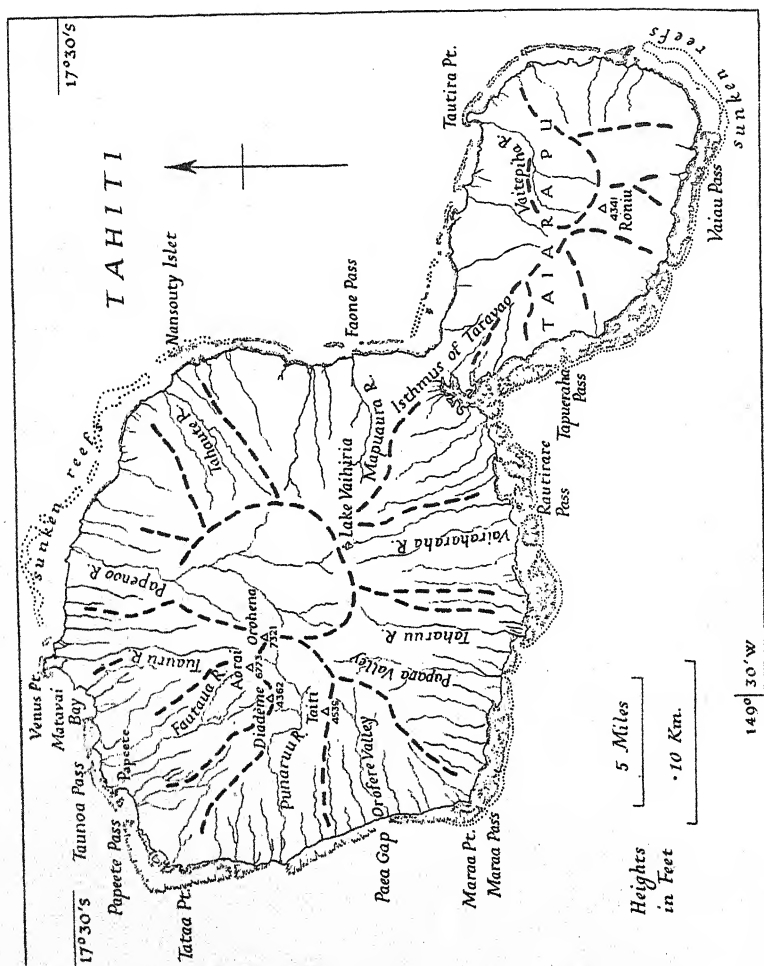 TAHITI
17°30'S
17°30'S
149° 30'W
Venus Pt.
Matavai
Bay
Taunoa Pass
Papeete Pass
Papeete
Tataa Pt.
sunken reefs
Nansouty Islet
Faone Pass
Tautira Pt.
sunken reefs
Papenoo R.
Tahaute R.
Tuauru R.
Fautaua R.
Aorai
6773
Orohena
7321
Diadème
4362
Punaruu R.
Taiti
4535
Orofere Valley
Papara Valley
Taharuu R.
Vairaharaha R.
Lake Vaihiria
Mapuaura R.
Isthmus of Taravao
TAIARAPU
Vaitepiha R.
4341
Roniu
Vaiau Pass
Tapueraha
Pass
Rautirare
Pass
Paea Gap
Maraa Pt.
Maraa Pass
Heights
in Feet
5 Miles
10 Km.